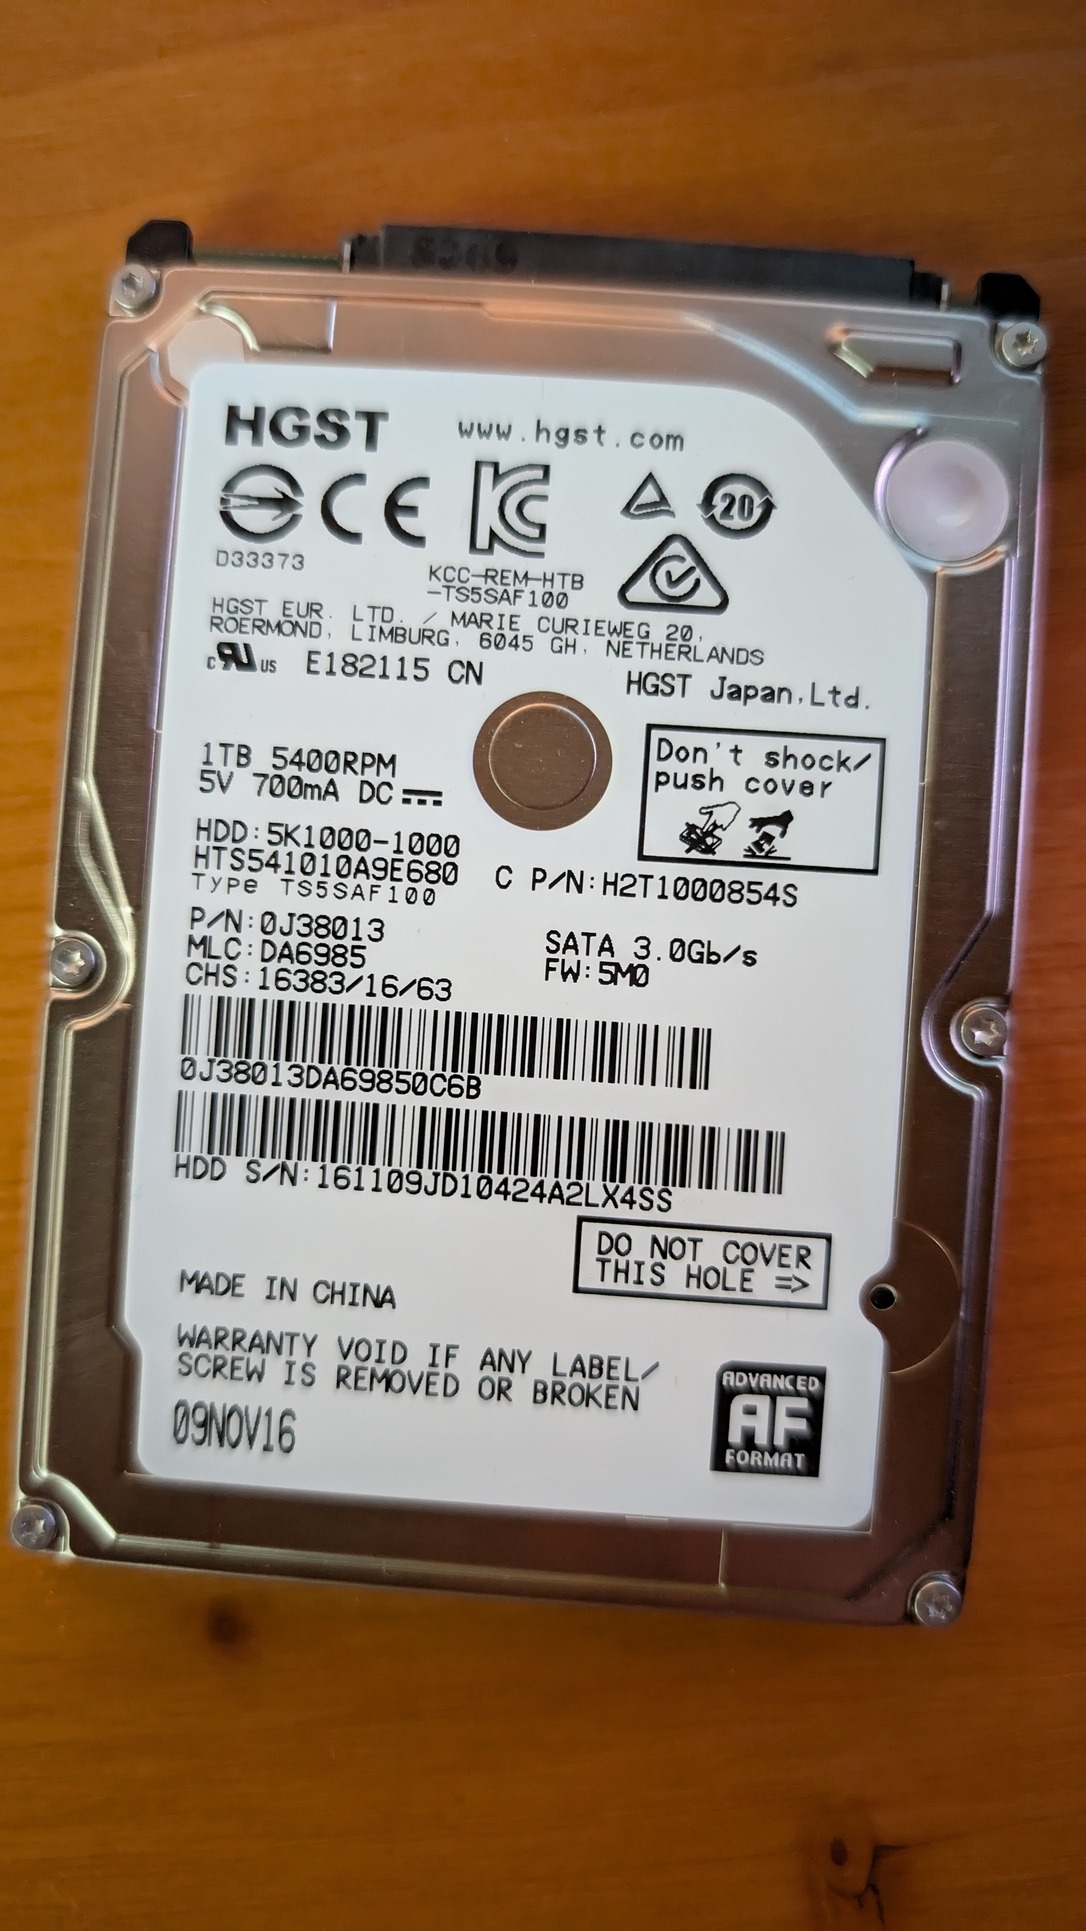 HGST www.hgst.com
20
D33373
KCC-REM-HTB
-TS5SAF100
HGST EUR. LTD. / MARIE CURIEWEG 20,
ROERMOND, LIMBURG, 6045 GH, NETHERLANDS
c RU us E182115 CN
HGST Japan,Ltd.
Don't shock/
push cover
1TB 5400RPM
5V 700mA DC
HDD:5K1000-1000
HTS541010A9E680
Type TS5SAF100
C P/N:H2T1000854S
P/N:0J38013
MLC:DA6985
CHS:16383/16/63
SATA 3.0Gb/s
FW:5M0
0J38013DA69850C6B
HDD S/N:161109JD10424A2LX4SS
DO NOT COVER
THIS HOLE =>
MADE IN CHINA
WARRANTY VOID IF ANY LABEL/
SCREW IS REMOVED OR BROKEN
09NOV16
ADVANCED
AF
FORMAT